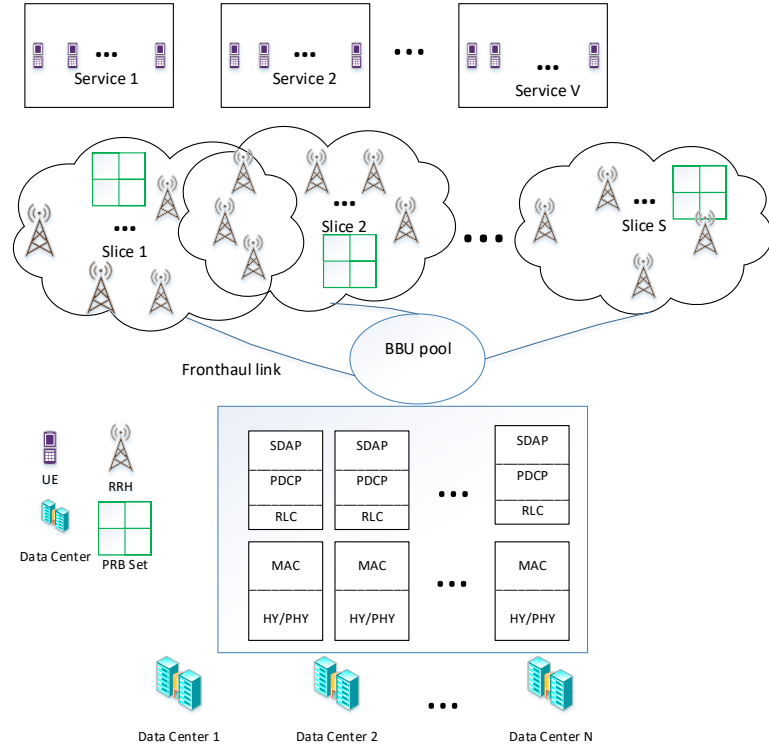 Service 1
Service 2
Service V
Slice 1
Slice 2
Slice S
BBU pool
Fronthaul link
UE
RRH
Data Center
PRB Set
SDAP
PDCP
RLC
SDAP
PDCP
RLC
SDAP
PDCP
RLC
MAC
HY/PHY
MAC
HY/PHY
MAC
HY/PHY
Data Center 1
Data Center 2
Data Center N